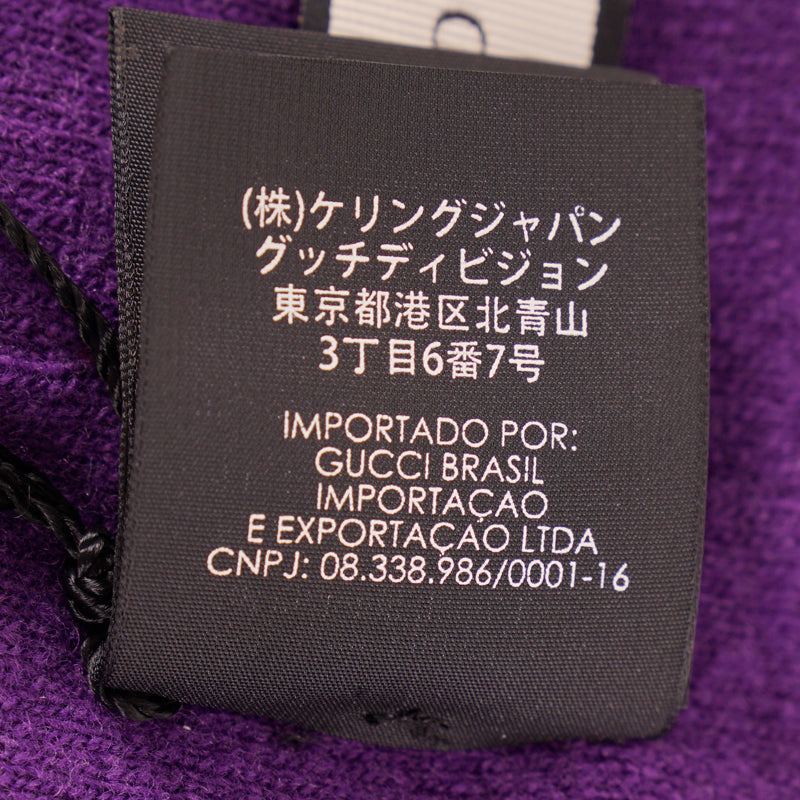 (株)ケリングジャパン
グッチディビジョン
東京都港区北青山
3丁目6番7号
IMPORTADO POR:
GUCCI BRASIL
IMPORTAÇAO
E EXPORTAÇAO LTDA
CNPJ: 08.338.986/0001-16